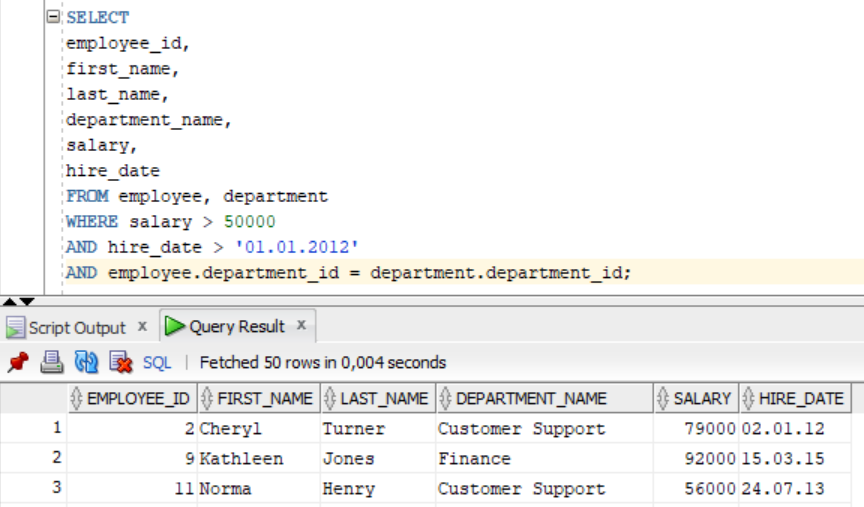 SELECT
employee_id,
first_name,
last_name,
department_name,
salary,
hire_date
FROM employee, department
WHERE salary > 50000
AND hire_date > '01.01.2012'
AND employee.department_id = department.department_id;
Script Output x Query Result x
SQL | Fetched 50 rows in 0,004 seconds
EMPLOYEE_ID FIRST_NAME LAST_NAME DEPARTMENT_NAME SALARY HIRE_DATE
1 2 Cheryl Turner Customer Support 79000 02.01.12
2 9 Kathleen Jones Finance 92000 15.03.15
3 11 Norma Henry Customer Support 56000 24.07.13